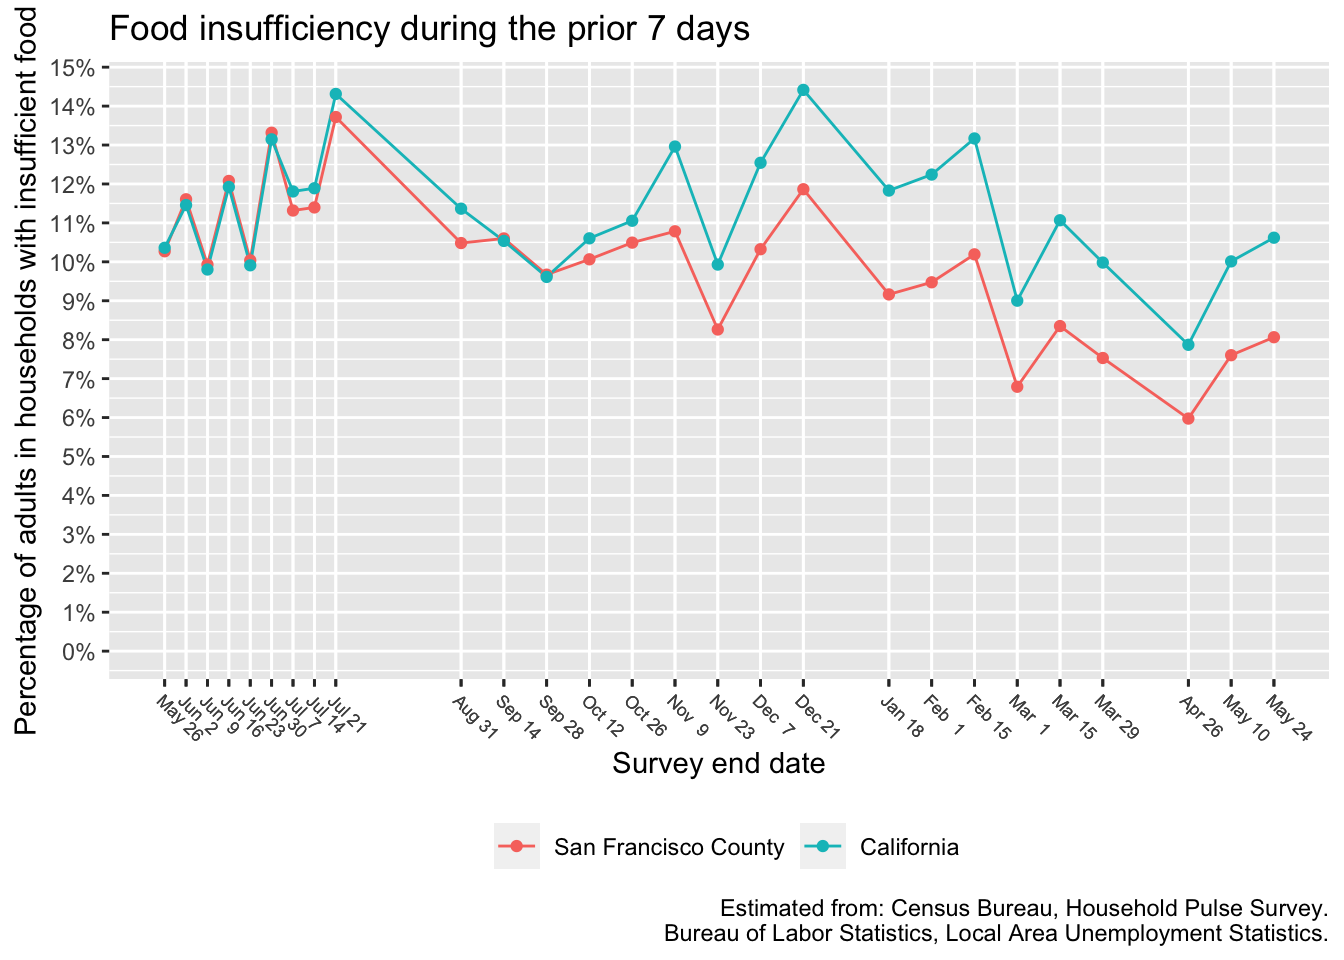 Food insufficiency during the prior 7 days
Percentage of adults in households with insufficient food
15%
14%
13%
12%
11%
10%
9%
8%
7%
6%
5%
4%
3%
2%
1%
0%
May 26
Jun 2
Jun 9
Jun 16
Jun 23
Jun 30
Jul 7
Jul 14
Jul 21
Aug 31
Sep 14
Sep 28
Oct 12
Oct 26
Nov 9
Nov 23
Dec 7
Dec 21
Jan 18
Feb 1
Feb 15
Mar 1
Mar 15
Mar 29
Apr 26
May 10
May 24
Survey end date
San Francisco County
California
Estimated from: Census Bureau, Household Pulse Survey.
Bureau of Labor Statistics, Local Area Unemployment Statistics.